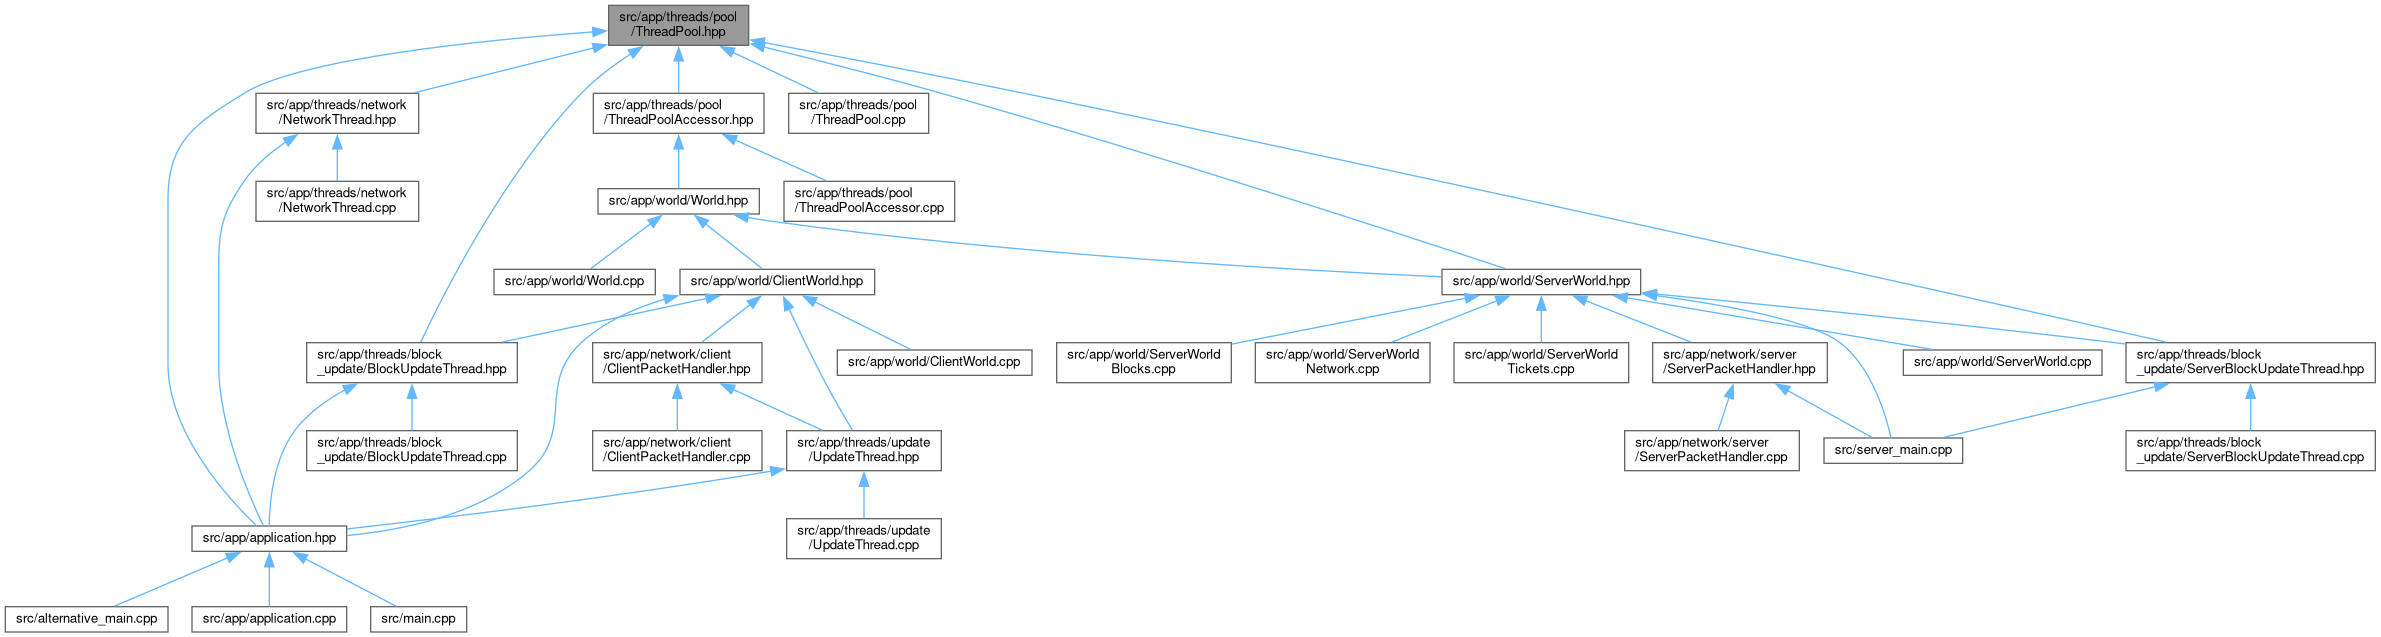 src/app/threads/pool
/ThreadPool.hpp
src/app/threads/network
/NetworkThread.hpp
src/app/threads/pool
/ThreadPoolAccessor.hpp
src/app/threads/pool
/ThreadPool.cpp
src/app/threads/network
/NetworkThread.cpp
src/app/world/World.hpp
src/app/threads/pool
/ThreadPoolAccessor.cpp
src/app/world/World.cpp
src/app/world/ClientWorld.hpp
src/app/world/ServerWorld.hpp
src/app/threads/block
_update/BlockUpdateThread.hpp
src/app/network/client
/ClientPacketHandler.hpp
src/app/world/ClientWorld.cpp
src/app/world/ServerWorld
Blocks.cpp
src/app/world/ServerWorld
Network.cpp
src/app/world/ServerWorld
Tickets.cpp
src/app/network/server
/ServerPacketHandler.hpp
src/app/world/ServerWorld.cpp
src/app/threads/block
_update/ServerBlockUpdateThread.hpp
src/app/threads/block
_update/BlockUpdateThread.cpp
src/app/network/client
/ClientPacketHandler.cpp
src/app/threads/update
/UpdateThread.hpp
src/app/network/server
/ServerPacketHandler.cpp
src/server_main.cpp
src/app/threads/block
_update/ServerBlockUpdateThread.cpp
src/app/application.hpp
src/app/threads/update
/UpdateThread.cpp
src/alternative_main.cpp
src/app/application.cpp
src/main.cpp